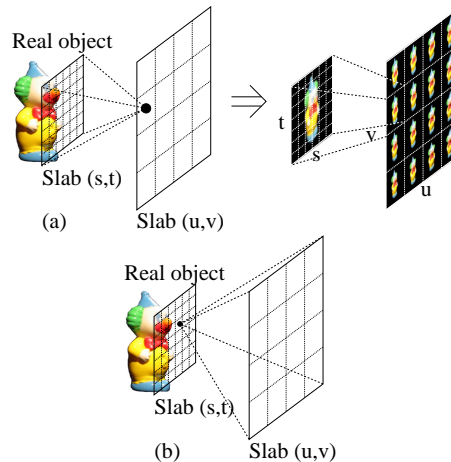 Real object
Slab (s,t)
(a)
Slab (u,v)
t
s
v
u
Real object
Slab (s,t)
(b)
Slab (u,v)